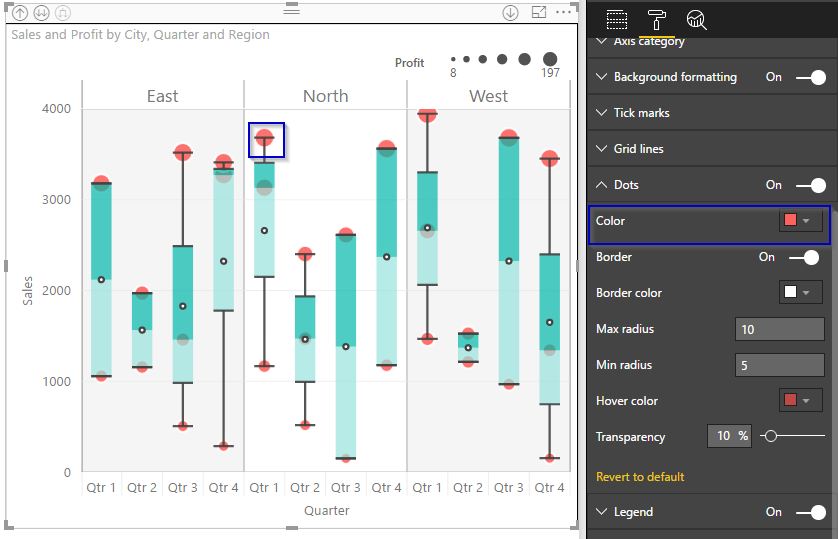 Sales and Profit by City, Quarter and Region
Profit
8 197
East North West
4000
3000
2000
1000
0
Sales
Qtr 1 Qtr 2 Qtr 3 Qtr 4 Qtr 1 Qtr 2 Qtr 3 Qtr 4 Qtr 1 Qtr 2 Qtr 3 Qtr 4
Quarter
Axis category
Background formatting On
Tick marks
Grid lines
Dots On
Color
Border On
Border color
Max radius 10
Min radius 5
Hover color
Transparency 10 %
Revert to default
Legend On